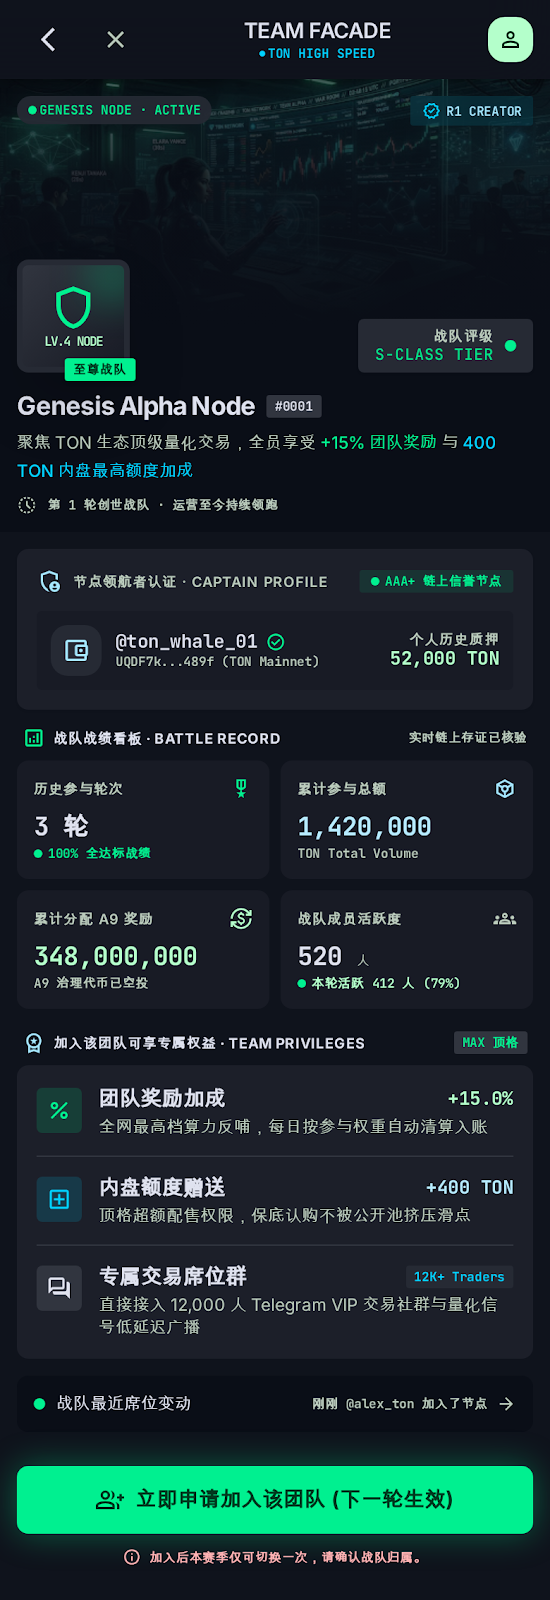 TEAM FACADE
TON HIGH SPEED
GENESIS NODE · ACTIVE
R1 CREATOR
LV.4 NODE
至尊战队
战队评级
S-CLASS TIER
Genesis Alpha Node #0001
聚焦 TON 生态顶级量化交易，全员享受 +15% 团队奖励 与 400
TON 内盘最高额度加成
第 1 轮创世战队 · 运营至今持续领跑
节点领航者认证 · CAPTAIN PROFILE
AAA+ 链上信誉节点
@ton_whale_01
UQDF7k...489f (TON Mainnet)
个人历史质押
52,000 TON
战队战绩看板 · BATTLE RECORD
实时链上存证已核验
历史参与轮次
3 轮
100% 全达标战绩
累计参与总额
1,420,000
TON Total Volume
累计分配 A9 奖励
348,000,000
A9 治理代币已空投
战队成员活跃度
520 人
本轮活跃 412 人 (79%)
加入该团队可享专属权益 · TEAM PRIVILEGES
MAX 顶格
团队奖励加成
+15.0%
全网最高档算力反哺，每日按参与权重自动清算入账
内盘额度赠送
+400 TON
顶格超额配售权限，保底认购不被公开池挤压滑点
专属交易席位群
12K+ Traders
直接接入 12,000 人 Telegram VIP 交易社群与量化信
号低延迟广播
战队最近席位变动
刚刚 @alex_ton 加入了节点
立即申请加入该团队 (下一轮生效)
加入后本赛季仅可切换一次，请确认战队归属。